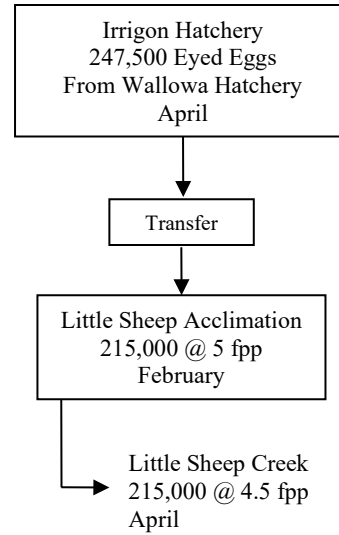 Irrigon Hatchery
247,500 Eyed Eggs
From Wallowa Hatchery
April
Transfer
Little Sheep Acclimation
215,000 @ 5 fpp
February
Little Sheep Creek
215,000 @ 4.5 fpp
April